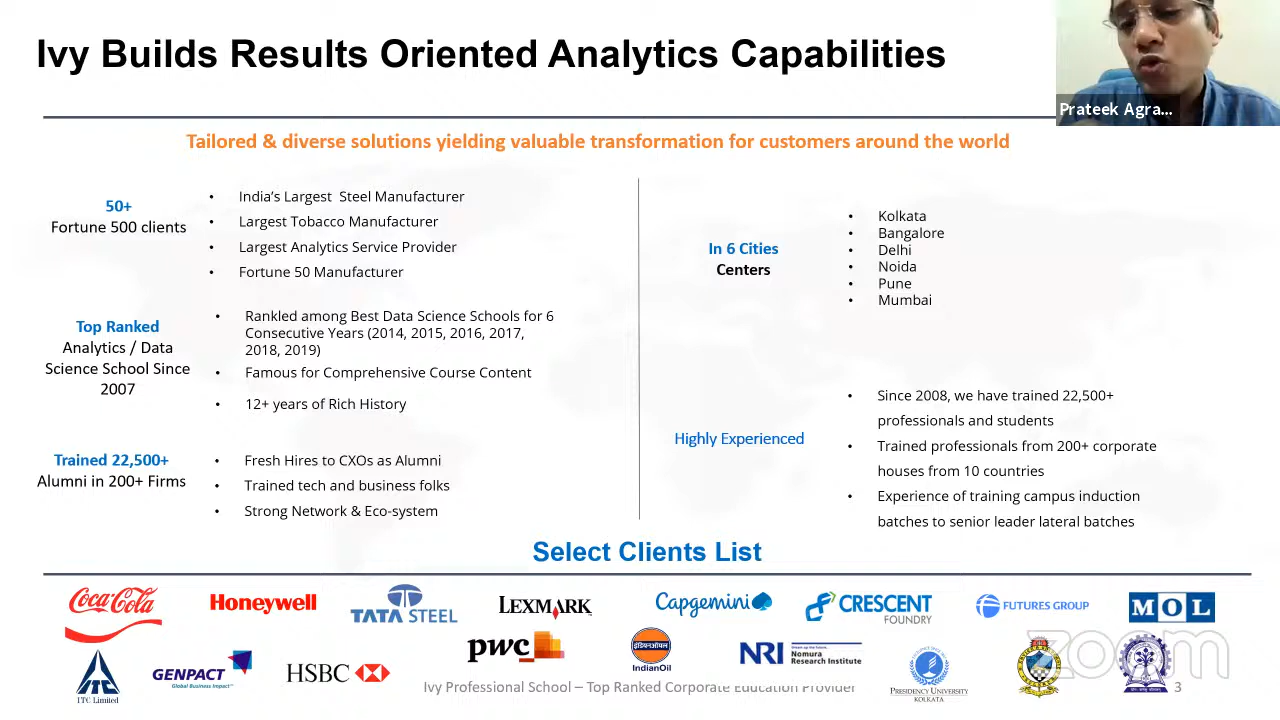 Ivy Builds Results Oriented Analytics Capabilities
Prateek Agra...
Tailored & diverse solutions yielding valuable transformation for customers around the world
50+
Fortune 500 clients
• India's Largest Steel Manufacturer
• Largest Tobacco Manufacturer
• Largest Analytics Service Provider
• Fortune 50 Manufacturer
Top Ranked
Analytics / Data
Science School Since
2007
• Rankled among Best Data Science Schools for 6
Consecutive Years (2014, 2015, 2016, 2017,
2018, 2019)
• Famous for Comprehensive Course Content
• 12+ years of Rich History
Trained 22,500+
Alumni in 200+ Firms
• Fresh Hires to CXOs as Alumni
• Trained tech and business folks
• Strong Network & Eco-system
In 6 Cities
Centers
• Kolkata
• Bangalore
• Delhi
• Noida
• Pune
• Mumbai
Highly Experienced
• Since 2008, we have trained 22,500+
professionals and students
• Trained professionals from 200+ corporate
houses from 10 countries
• Experience of training campus induction
batches to senior leader lateral batches
Select Clients List
Coca-Cola
Honeywell
TATA STEEL
LEXMARK
Capgemini
CRESCENT
FOUNDRY
FUTURES GROUP
MOL
ITC Limited
GENPACT
Global Business Impact
HSBC
pwc
इंडियनऑयल
IndianOil
NRI
Nomura
Research Institute
PRESIDENCY UNIVERSITY
KOLKATA
zoom
Ivy Professional School – Top Ranked Corporate Education Provider
3